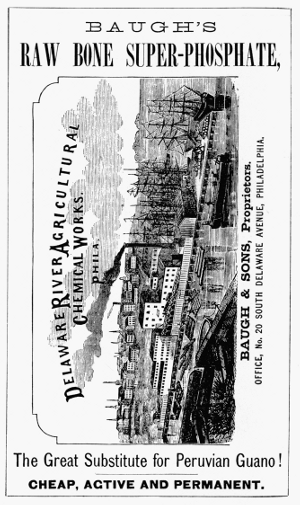 BAUGH'S
RAW BONE SUPER-PHOSPHATE,
DELAWARE RIVER AGRICULTURAL
CHEMICAL WORKS.
PHILA.
BAUGH & SONS, Proprietors.
OFFICE, No. 20 SOUTH DELAWARE AVENUE, PHILADELPHIA.
The Great Substitute for Peruvian Guano!
CHEAP, ACTIVE AND PERMANENT.